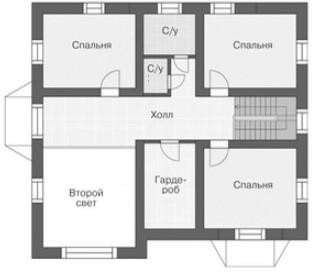 С/у
Спальня
Спальня
С/у
Холл
Гарде-
роб
Спальня
Второй
свет